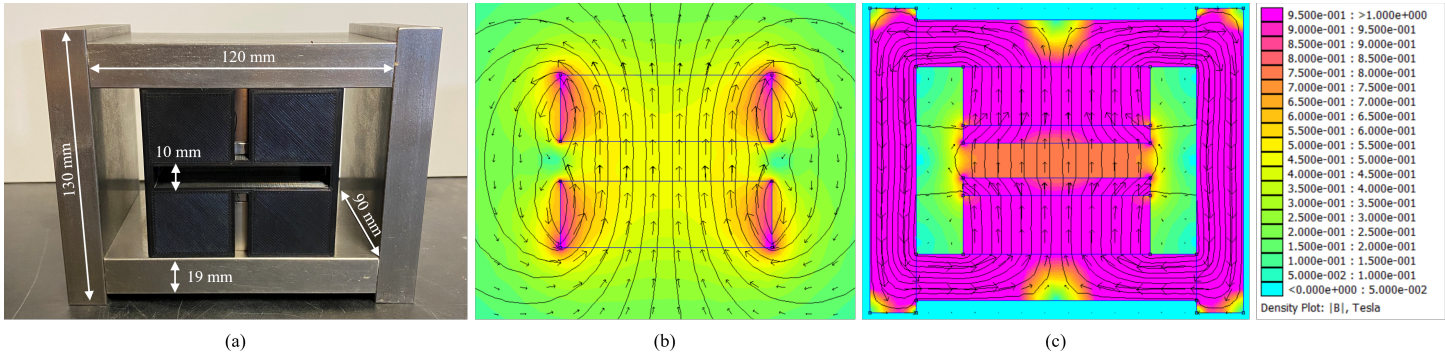 120 mm
10 mm
130 mm
90 mm
19 mm
9.500e-001 : >1.000e+000
9.000e-001 : 9.500e-001
8.500e-001 : 9.000e-001
8.000e-001 : 8.500e-001
7.500e-001 : 8.000e-001
7.000e-001 : 7.500e-001
6.500e-001 : 7.000e-001
6.000e-001 : 6.500e-001
5.500e-001 : 6.000e-001
5.000e-001 : 5.500e-001
4.500e-001 : 5.000e-001
4.000e-001 : 4.500e-001
3.500e-001 : 4.000e-001
3.000e-001 : 3.500e-001
2.500e-001 : 3.000e-001
2.000e-001 : 2.500e-001
1.500e-001 : 2.000e-001
1.000e-001 : 1.500e-001
5.000e-002 : 1.000e-001
<0.000e+000 : 5.000e-002
Density Plot: |B|, Tesla
(a)
(b)
(c)